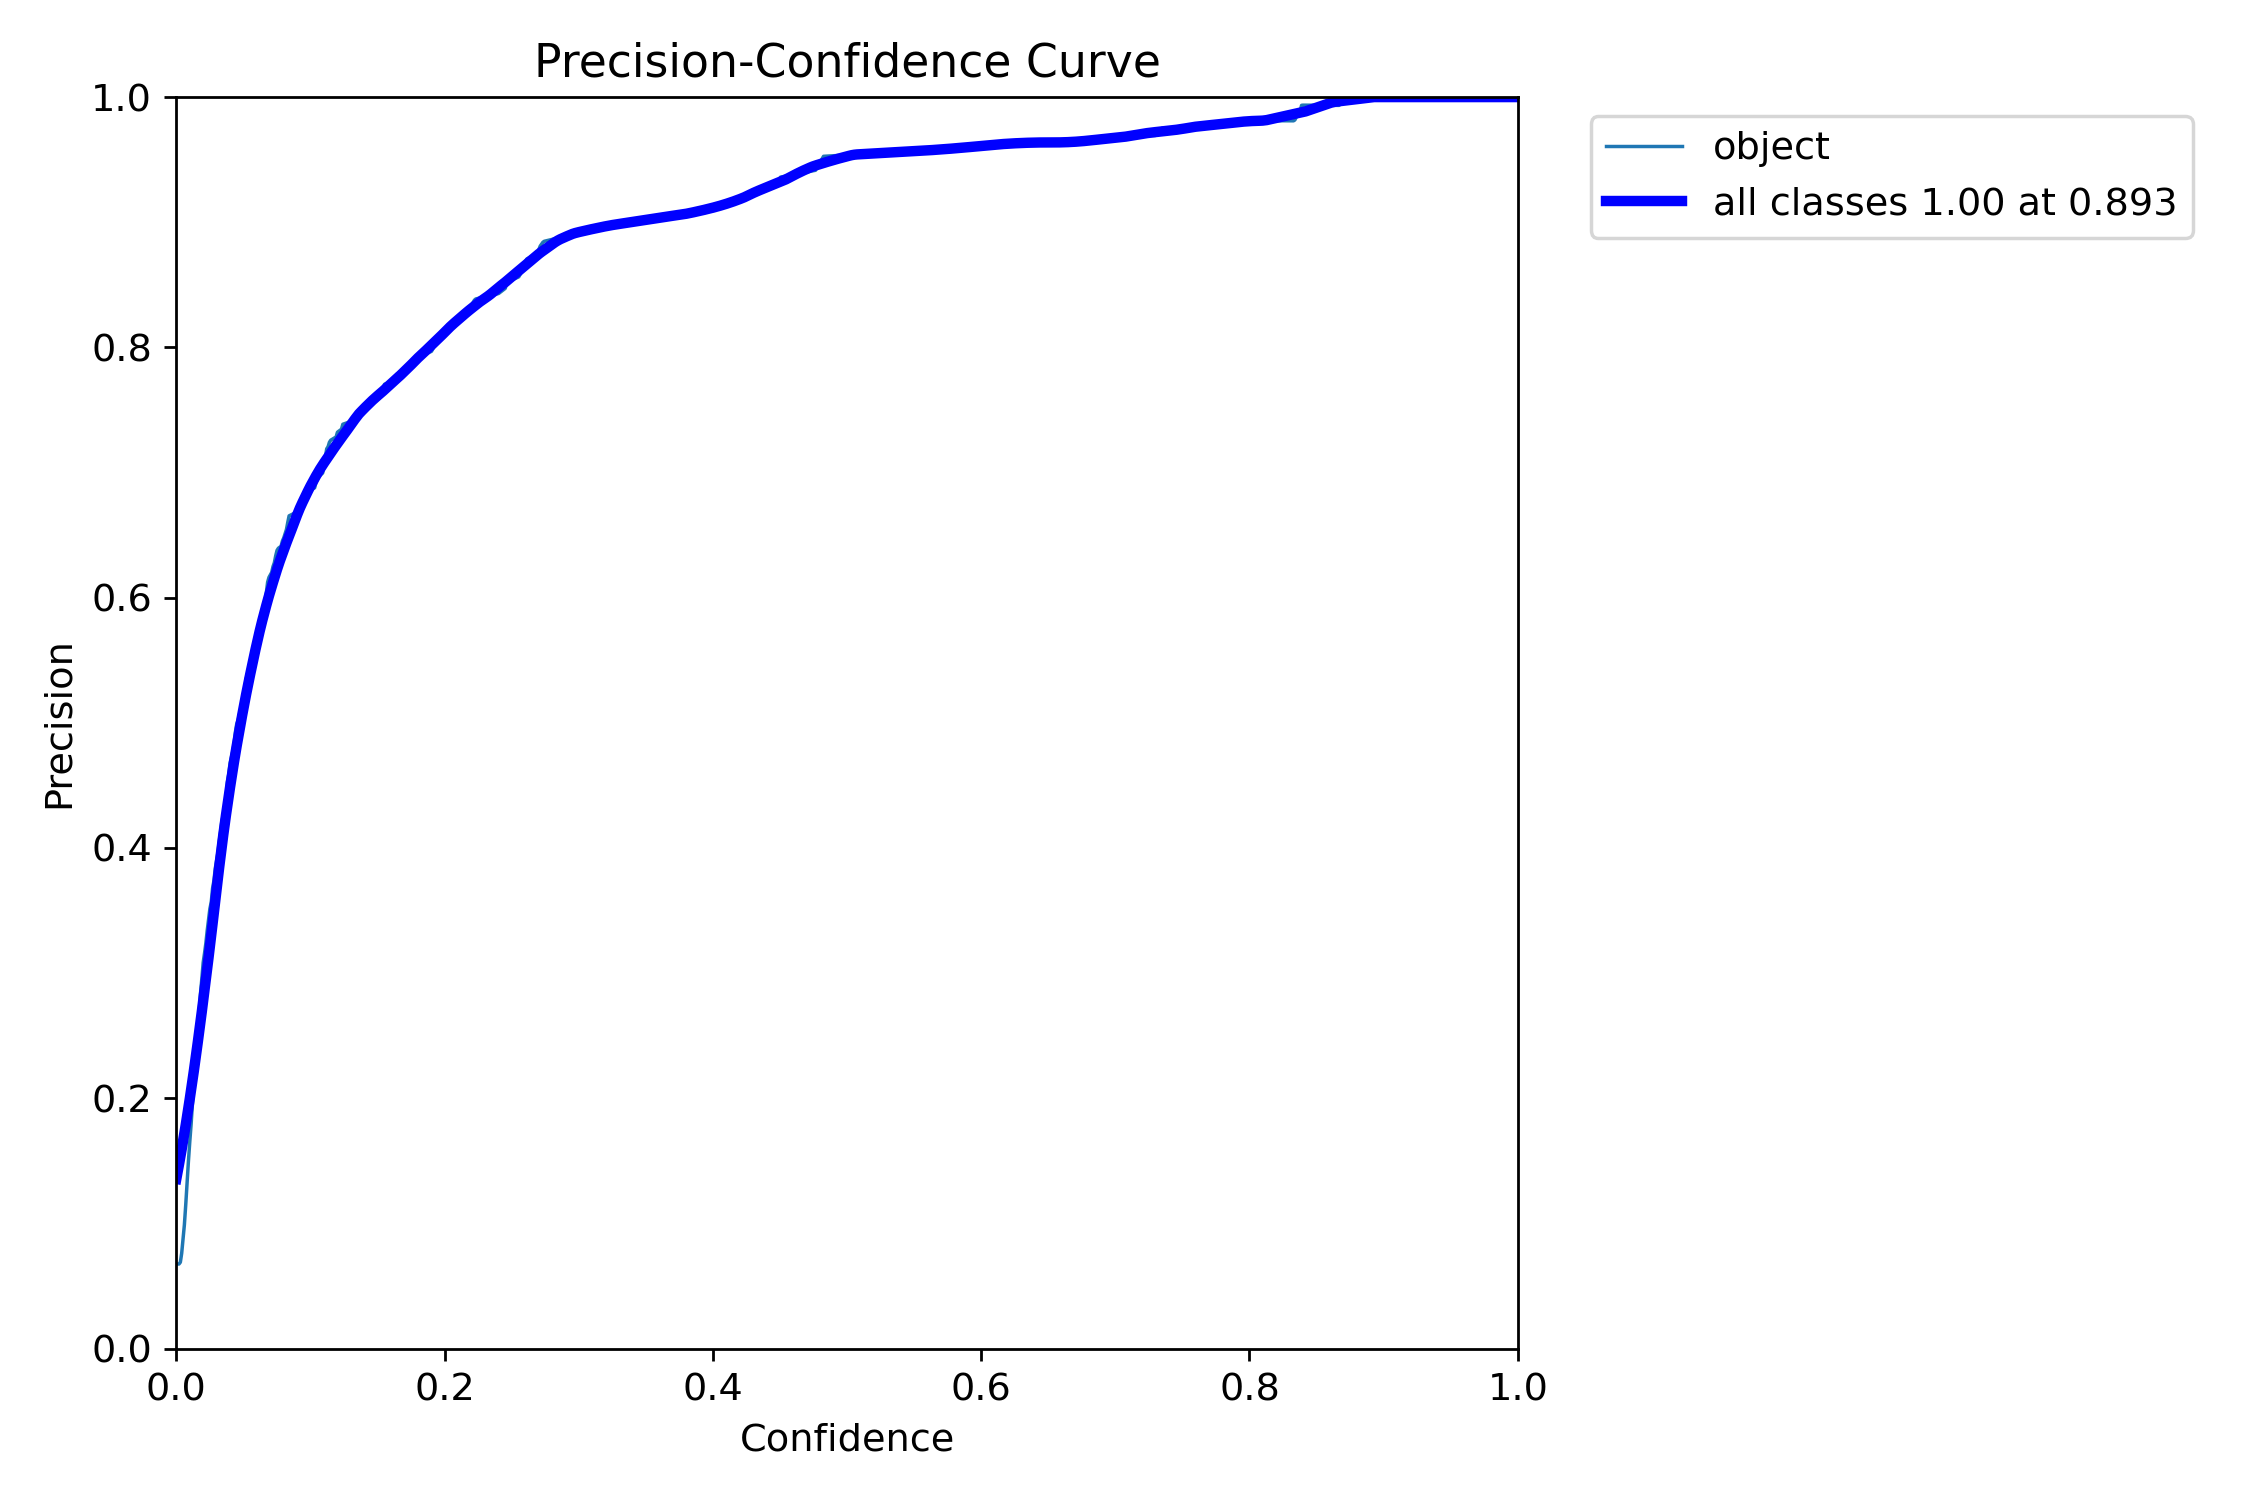 Precision-Confidence Curve
1.0
0.8
0.6
0.4
0.2
0.0
Precision
0.0 0.2 0.4 0.6 0.8 1.0
Confidence
object
all classes 1.00 at 0.893